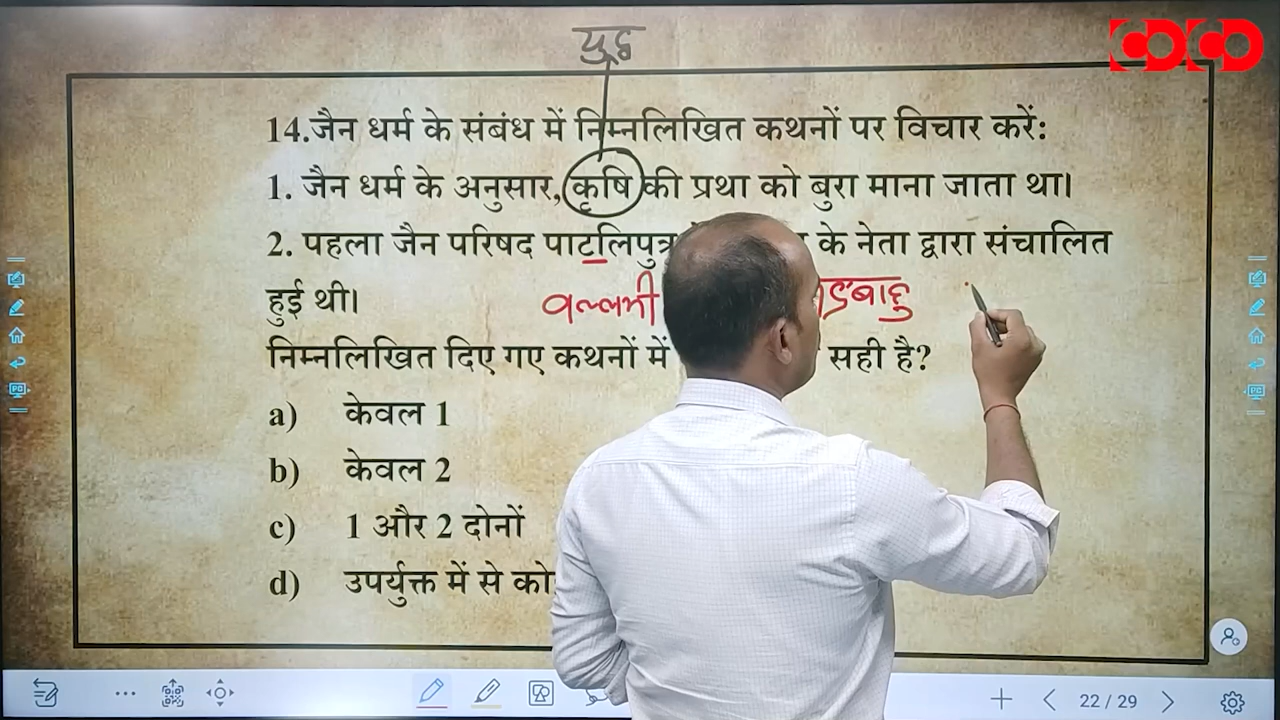 युद्ध
14.जैन धर्म के संबंध में निम्नलिखित कथनों पर विचार करें:
1. जैन धर्म के अनुसार, कृषि की प्रथा को बुरा माना जाता था।
2. पहला जैन परिषद पाटलिपुत्र के नेता द्वारा संचालित
हुई थी।
वल्लभी
निम्नलिखित दिए गए कथनों में सही है?
a) केवल 1
b) केवल 2
c) 1 और 2 दोनों
d) उपर्युक्त में से
22 / 29